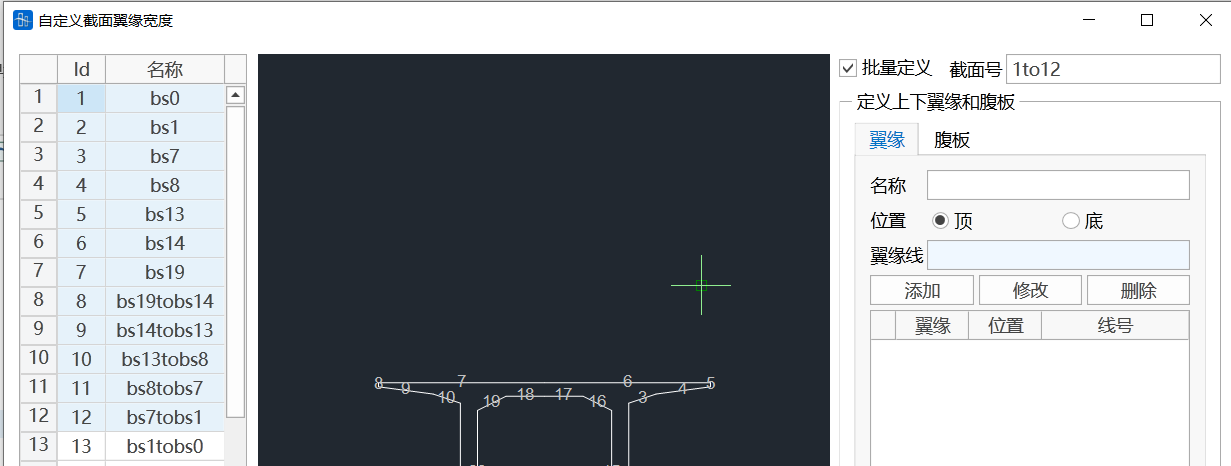 自定义截面翼缘宽度
Id 名称
1 1 bs0
2 2 bs1
3 3 bs7
4 4 bs8
5 5 bs13
6 6 bs14
7 7 bs19
8 8 bs19tobs14
9 9 bs14tobs13
10 10 bs13tobs8
11 11 bs8tobs7
12 12 bs7tobs1
13 13 bs1tobs0
8 9 10 7 19 18 17 16 6 3 4 5
批量定义 截面号 1to12
定义上下翼缘和腹板
翼缘 腹板
名称
位置 顶 底
翼缘线
添加 修改 删除
翼缘 位置 线号